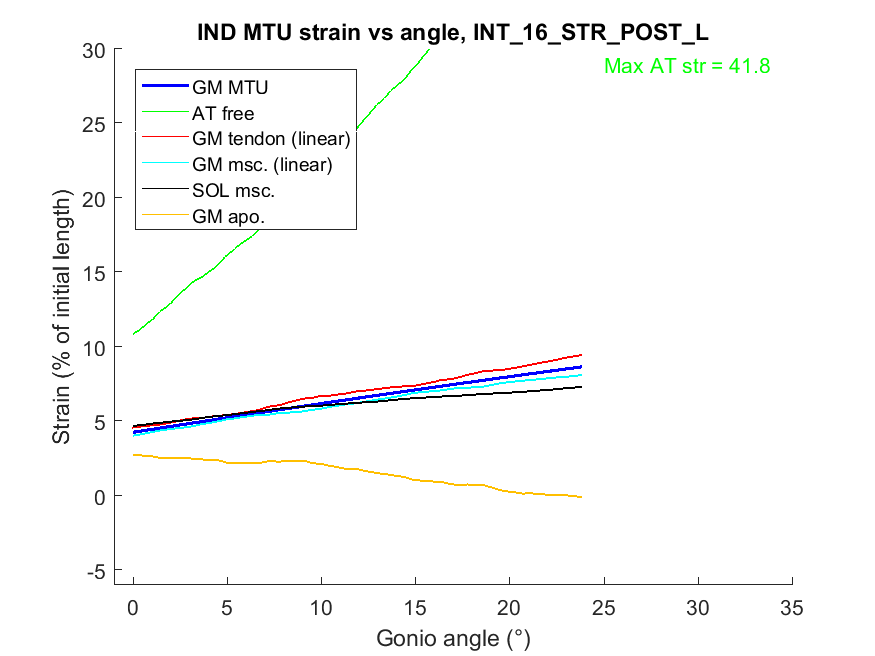 IND MTU strain vs angle, INT_16_STR_POST_L
Max AT str = 41.8
GM MTU
AT free
GM tendon (linear)
GM msc. (linear)
SOL msc.
GM apo.
Strain (% of initial length)
30
25
20
15
10
5
0
-5
0 5 10 15 20 25 30 35
Gonio angle (°)